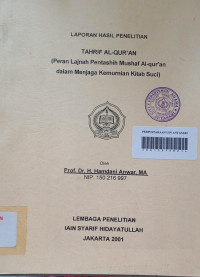 LAPORAN HASIL PENELITIAN
TAHRIF AL-QUR'AN
(Peran Lajnah Pentashih Mushaf Al-qur'an
dalam Menjaga Kemurnian Kitab Suci)
Oleh
Prof. Dr. H. Hamdani Anwar, MA
NIP. 150 216 997
LEMBAGA PENELITIAN
IAIN SYARIF HIDAYATULLAH
JAKARTA 2001